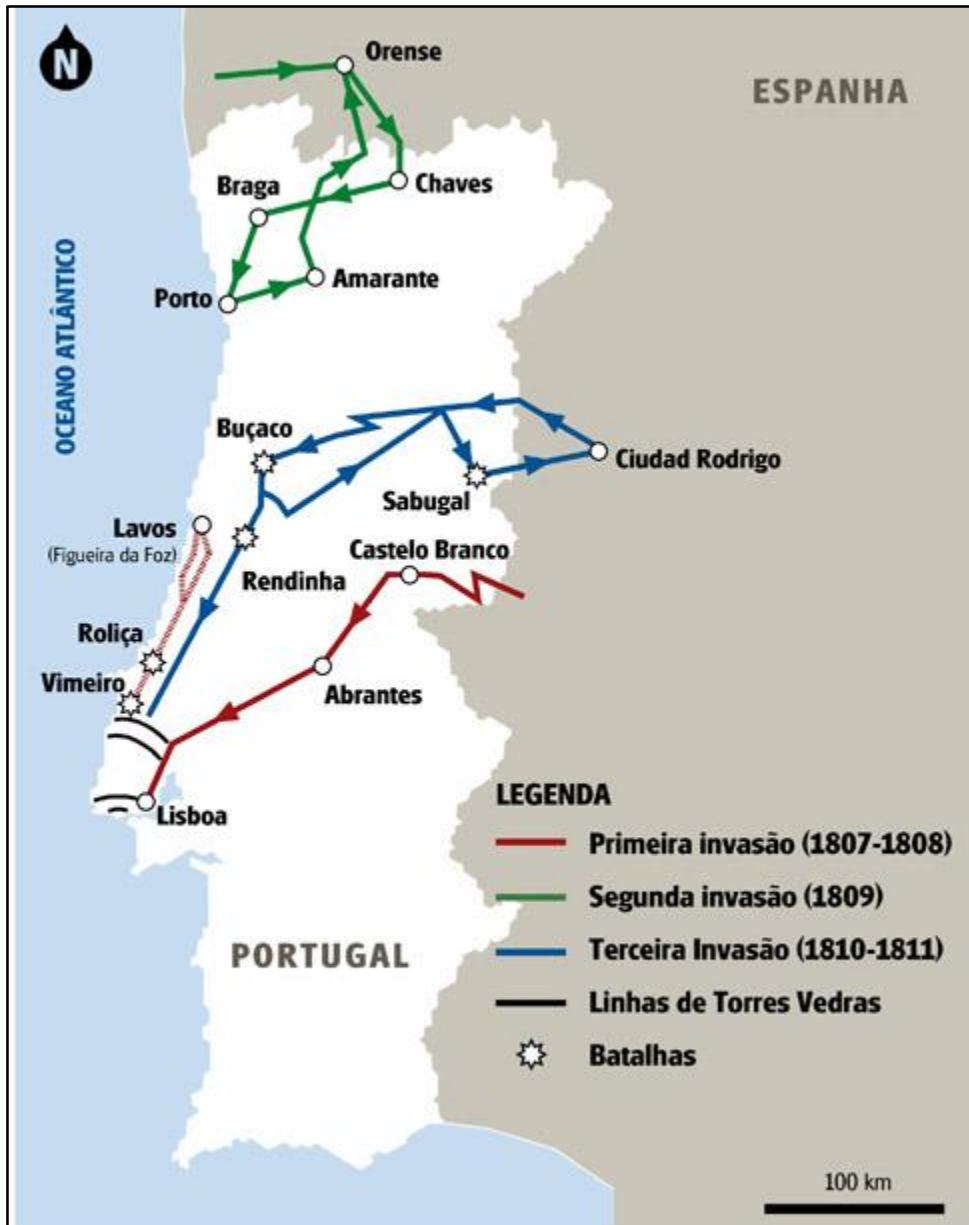 N
Orense
ESPANHA
Braga
Chaves
Amarante
Porto
OCEANO ATLÂNTICO
Buçaco
Ciudad Rodrigo
Sabugal
Lavos
(Figueira da Foz)
Castelo Branco
Rendinha
Roliça
Vimeiro
Abrantes
Lisboa
LEGENDA
Primeira invasão (1807-1808)
Segunda invasão (1809)
Terceira Invasão (1810-1811)
Linhas de Torres Vedras
Batalhas
PORTUGAL
100 km